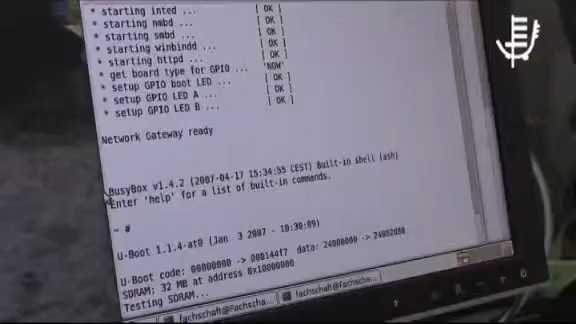 * starting inted ... [ OK ]
* starting nmbd ... [ OK ]
* starting smbd ... [ OK ]
* starting winbindd ... [ OK ]
* starting httpd ... [ OK ]
* get board type for GPIO ... 'NOW'
* setup GPIO boot LED ... [ OK ]
* setup GPIO LED A ... [ OK ]
* setup GPIO LED B ... [ OK ]
Network Gateway ready
BusyBox v1.4.2 (2007-04-17 15:34:55 CEST) Built-in shell (ash)
Enter 'help' for a list of built-in commands.
~ #
U-Boot 1.1.4-at0 (Jan 3 2007 - 10:30:09)
U-Boot code: 00000000 -> 000144f7 data: 24000000 -> 24002d80
SDRAM: 32 MB at address 0x10000000
Testing SDRAM...
fachschaft@Fachscha... fachschaft@Fachscha...